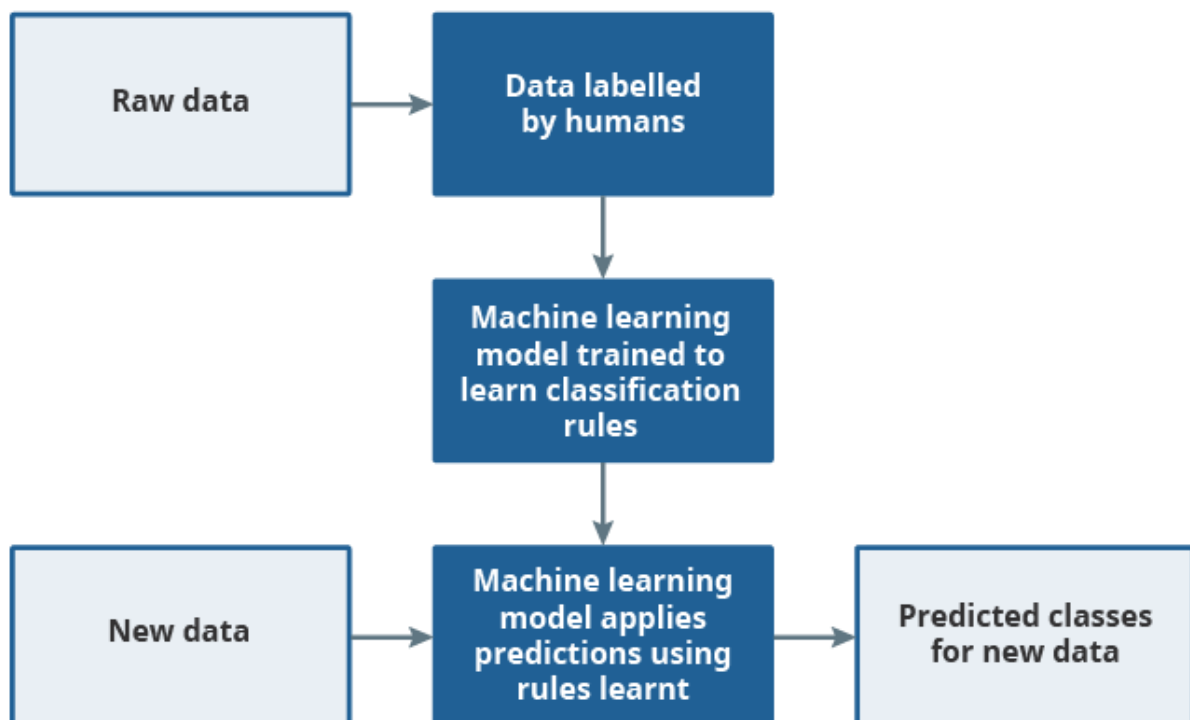 Raw data
Data labelled
by humans
Machine learning
model trained to
learn classification
rules
New data
Machine learning
model applies
predictions using
rules learnt
Predicted classes
for new data